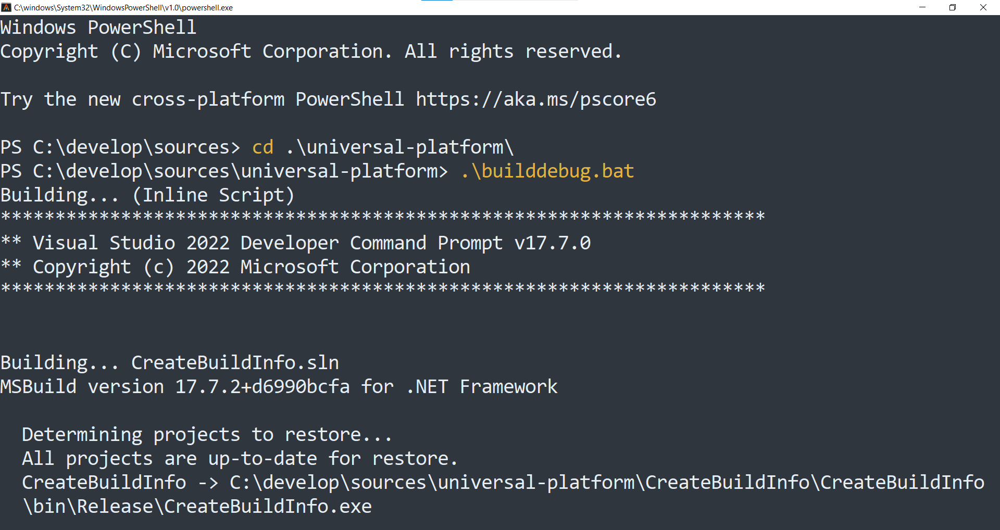 C:\windows\System32\WindowsPowerShell\v1.0\powershell.exe
Windows PowerShell
Copyright (C) Microsoft Corporation. All rights reserved.
Try the new cross-platform PowerShell https://aka.ms/pscore6
PS C:\develop\sources> cd .\universal-platform\
PS C:\develop\sources\universal-platform> .\builddebug.bat
Building... (Inline Script)
**********************************************************************
** Visual Studio 2022 Developer Command Prompt v17.7.0
** Copyright (c) 2022 Microsoft Corporation
**********************************************************************
Building... CreateBuildInfo.sln
MSBuild version 17.7.2+d6990bcfa for .NET Framework
Determining projects to restore...
All projects are up-to-date for restore.
CreateBuildInfo -> C:\develop\sources\universal-platform\CreateBuildInfo\CreateBuildInfo
\bin\Release\CreateBuildInfo.exe